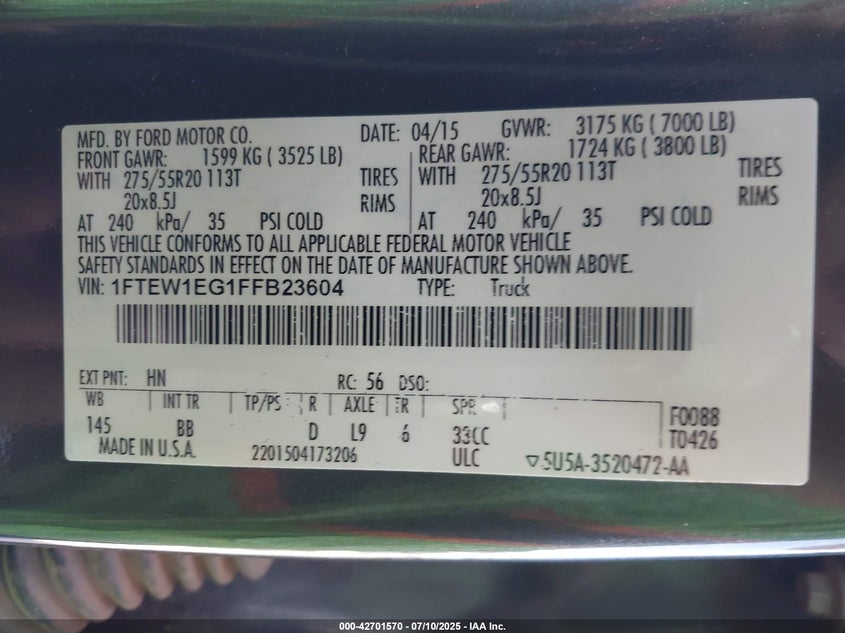 MFD. BY FORD MOTOR CO. DATE: 04/15 GVWR: 3175 KG ( 7000 LB)
FRONT GAWR: 1599 KG ( 3525 LB) REAR GAWR: 1724 KG ( 3800 LB)
WITH 275/55R20 113T TIRES WITH 275/55R20 113T TIRES
20x8.5J RIMS 20x8.5J RIMS
AT 240 kPa/ 35 PSI COLD AT 240 kPa/ 35 PSI COLD
THIS VEHICLE CONFORMS TO ALL APPLICABLE FEDERAL MOTOR VEHICLE
SAFETY STANDARDS IN EFFECT ON THE DATE OF MANUFACTURE SHOWN ABOVE.
VIN: 1FTEW1EG1FFB23604 TYPE: Truck
EXT PNT: HN RC: 56 DSO:
WB INT TR TP/PS R AXLE TR SPR F0088
145 BB D L9 6 33CC T0426
MADE IN U.S.A. 2201504173206 ULC ▽5U5A-3520472-AA
000-42701570 - 07/10/2025 - IAA Inc.